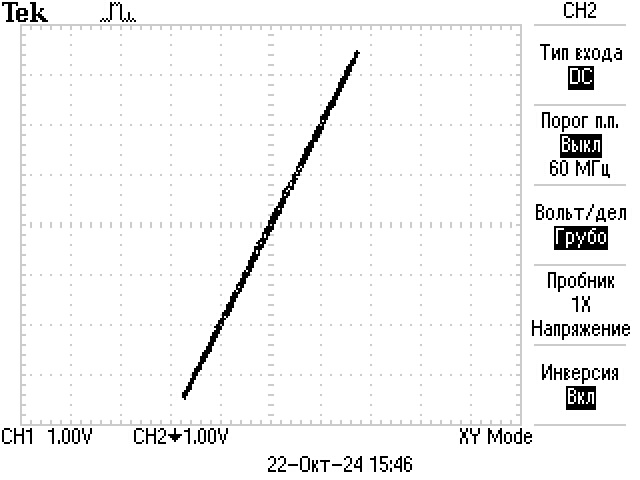 Tek
CH2
Тип входа
DC
Порог п.п.
Выкл
60 МГц
Вольт/дел
Грубо
Пробник
1X
Напряжение
Инверсия
Вкл
CH1 1.00V CH2 1.00V XY Mode
22-Окт-24 15:46